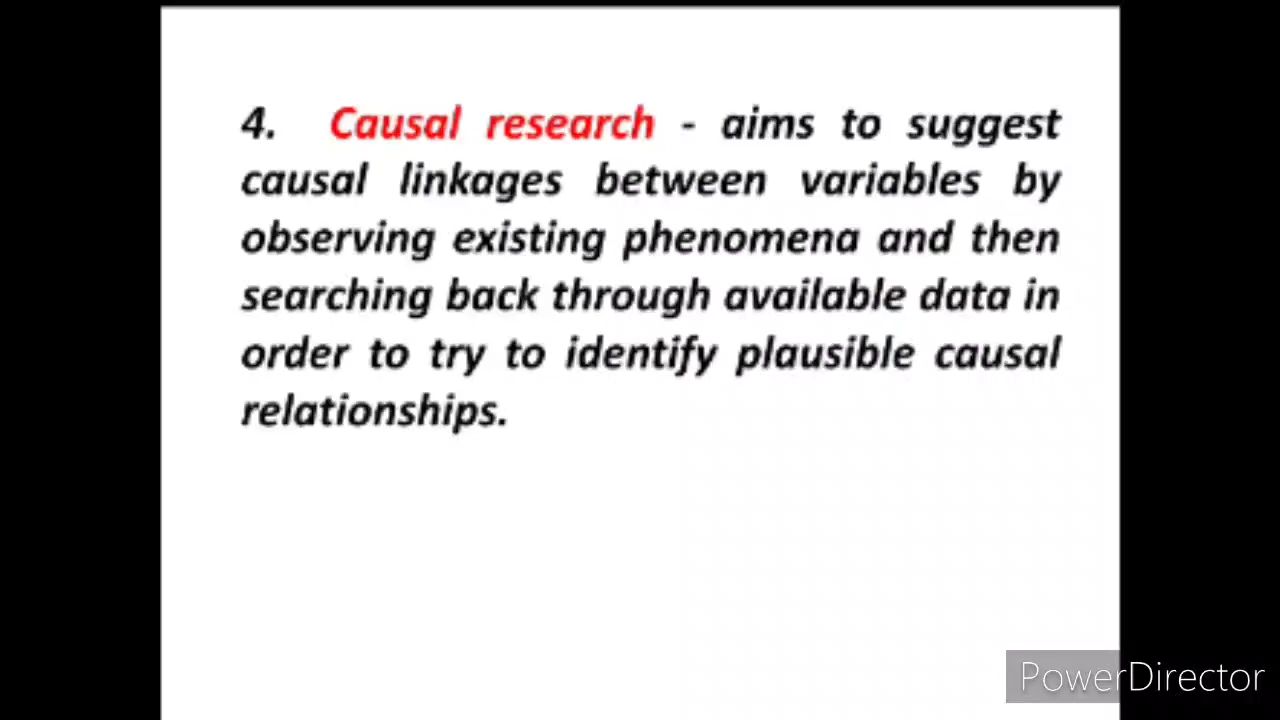 4. Causal research - aims to suggest
causal linkages between variables by
observing existing phenomena and then
searching back through available data in
order to try to identify plausible causal
relationships.
PowerDirector